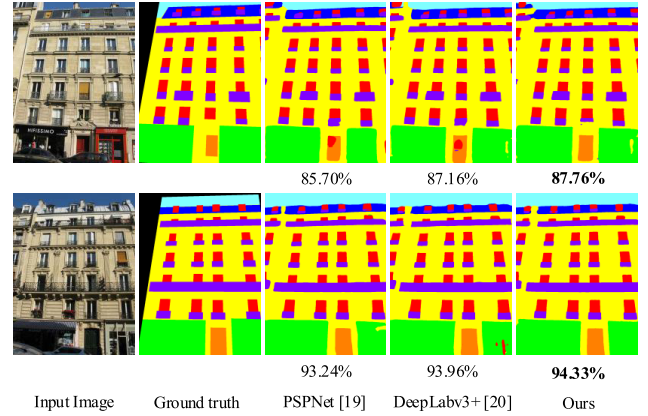 MIFISSIMO
85.70% 87.16% 87.76%
93.24% 93.96% 94.33%
Input Image Ground truth PSPNet [19] DeepLabv3+ [20] Ours